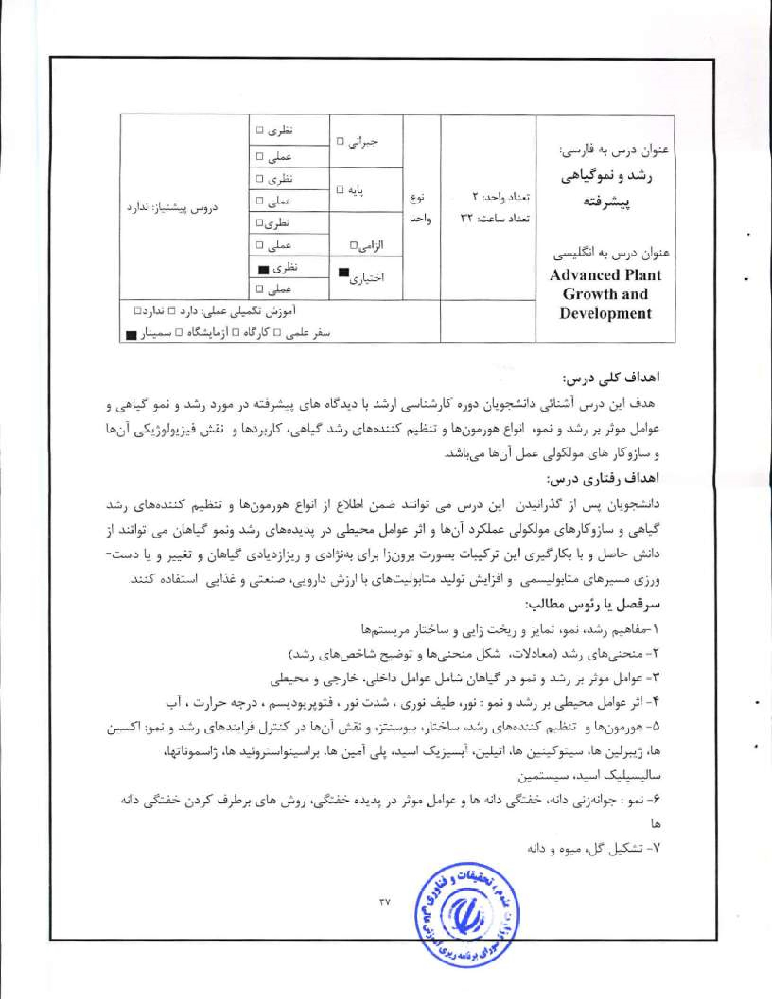 عنوان درس به فارسی:
رشد و نموگیاهی
پیشرفته
عنوان درس به انگلیسی
Advanced Plant
Growth and
Development
تعداد واحد: ۲
تعداد ساعت: ۳۲
نوع
واحد
جبرانی □
نظری □
عملی □
پایه □
نظری □
عملی □
الزامی□
نظری□
عملی □
اختیاری■
نظری ■
عملی □
دروس پیشنیاز: ندارد
آموزش تکمیلی عملی: دارد □ ندارد□
سفر علمی □ کارگاه □ آزمایشگاه □ سمینار ■
اهداف کلی درس:
هدف این درس آشنائی دانشجویان دوره کارشناسی ارشد با دیدگاه های پیشرفته در مورد رشد و نمو گیاهی و
عوامل موثر بر رشد و نمو، انواع هورمون‌ها و تنظیم کننده‌های رشد گیاهی، کاربردها و نقش فیزیولوژیکی آن‌ها
و سازوکار های مولکولی عمل آن‌ها می‌باشد.
اهداف رفتاری درس:
دانشجویان پس از گذرانیدن این درس می توانند ضمن اطلاع از انواع هورمون‌ها و تنظیم کننده‌های رشد
گیاهی و سازوکارهای مولکولی عملکرد آن‌ها و اثر عوامل محیطی در پدیده‌های رشد ونمو گیاهان می توانند از
دانش حاصل و با بکارگیری این ترکیبات بصورت برون‌زا برای به‌نژادی و ریزازدیادی گیاهان و تغییر و یا دست-
ورزی مسیرهای متابولیسمی و افزایش تولید متابولیت‌های با ارزش دارویی، صنعتی و غذایی استفاده کنند.
سرفصل یا رئوس مطالب:
۱-مفاهیم رشد، نمو، تمایز و ریخت زایی و ساختار مریستم‌ها
۲- منحنی‌های رشد (معادلات، شکل منحنی‌ها و توضیح شاخص‌های رشد)
۳- عوامل موثر بر رشد و نمو در گیاهان شامل عوامل داخلی، خارجی و محیطی
۴- اثر عوامل محیطی بر رشد و نمو : نور، طیف نوری ، شدت نور ، فتوپریودیسم ، درجه حرارت ، آب
۵- هورمون‌ها و تنظیم کننده‌های رشد، ساختار، بیوسنتز، و نقش آن‌ها در کنترل فرایندهای رشد و نمو: اکسین
ها، ژیبرلین ها، سیتوکینین ها، اتیلین، آبسیزیک اسید، پلی آمین ها، براسینواستروئید ها، ژاسموناتها،
سالیسیلیک اسید، سیستمین
۶- نمو : جوانه‌زنی دانه، خفتگی دانه ها و عوامل موثر در پدیده خفتگی، روش های برطرف کردن خفتگی دانه
ها
۷- تشکیل گل، میوه و دانه
۳۷
علوم، تحقیقات و فناوری
شورای برنامه ریزی آموزش عالی